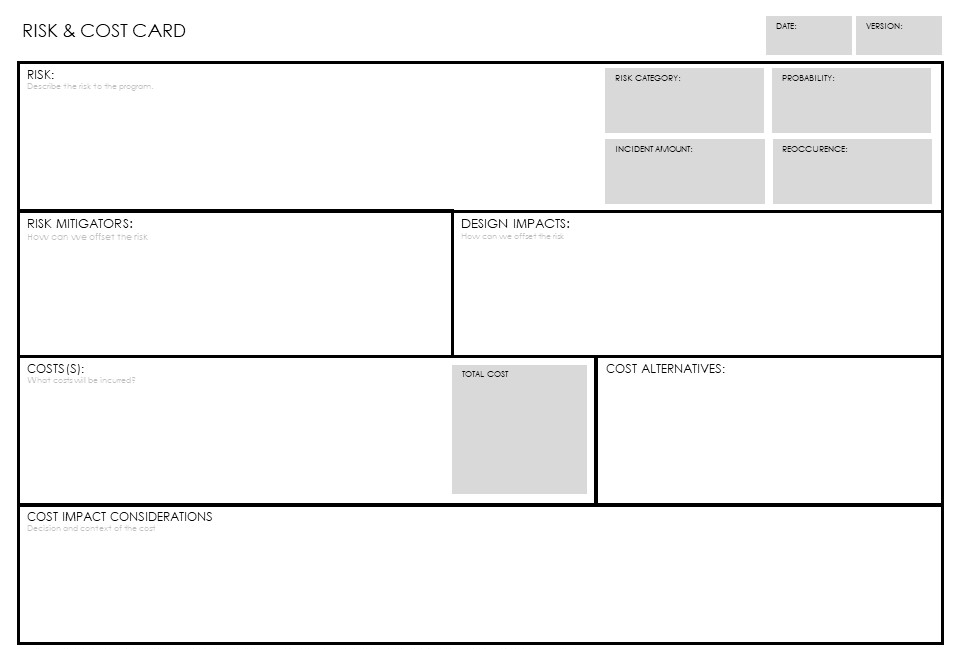 RISK & COST CARD
DATE:
VERSION:
RISK:
Describe the risk to the program.
RISK CATEGORY:
PROBABILITY:
INCIDENT AMOUNT:
REOCCURENCE:
RISK MITIGATORS:
How can we offset the risk
DESIGN IMPACTS:
How can we offset the risk
COSTS(S):
What costs will be incurred?
TOTAL COST
COST ALTERNATIVES:
COST IMPACT CONSIDERATIONS
Decision and context of the cost